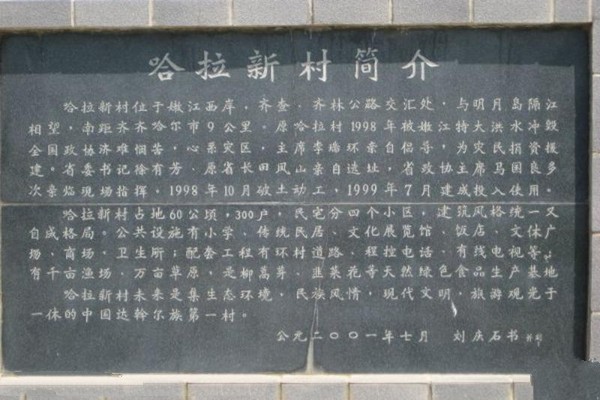 哈拉新村简介
哈拉新村位于嫩江西岸，齐查、齐林公路交汇处，与明月岛隔江
相望，南距齐齐哈尔市9公里。原哈拉村1998年被嫩江特大洪水冲毁
全国政协济难悯苦，心系灾区，主席李瑞环亲自倡导，为灾民捐资援
建。省委书记徐有芳、原省长田凤山亲自选址，省政协主席马国良多
次亲临现场指挥，1998年10月破土动工，1999年7月建成投入使用。
哈拉新村占地60公顷，300户，民宅分四个小区，建筑风格统一又
自成格局。公共设施有小学、传统民居、文化展览馆、饭店、文体广
场、商场、卫生所；配套工程有环村道路、程控电话、有线电视等。
有千亩渔场、万亩草原，是柳蒿芽、韭菜花等天然绿色食品生产基地
哈拉新村未来是集生态环境，民族风情，现代文明，旅游观光于
一体的中国达斡尔族第一村。
公元二〇〇一年七月 刘庆石书